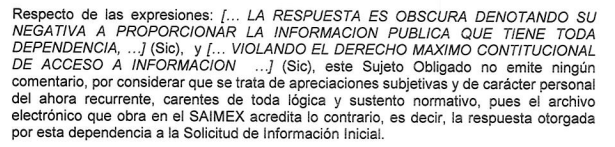 Respecto de las expresiones: [… LA RESPUESTA ES OBSCURA DENOTANDO SU
NEGATIVA A PROPORCIONAR LA INFORMACION PUBLICA QUE TIENE TODA
DEPENDENCIA, …] (Sic), y [… VIOLANDO EL DERECHO MAXIMO CONTITUCIONAL
DE ACCESO A INFORMACION …] (Sic), este Sujeto Obligado no emite ningún
comentario, por considerar que se trata de apreciaciones subjetivas y de carácter personal
del ahora recurrente, carentes de toda lógica y sustento normativo, pues el archivo
electrónico que obra en el SAIMEX acredita lo contrario, es decir, la respuesta otorgada
por esta dependencia a la Solicitud de Información Inicial.